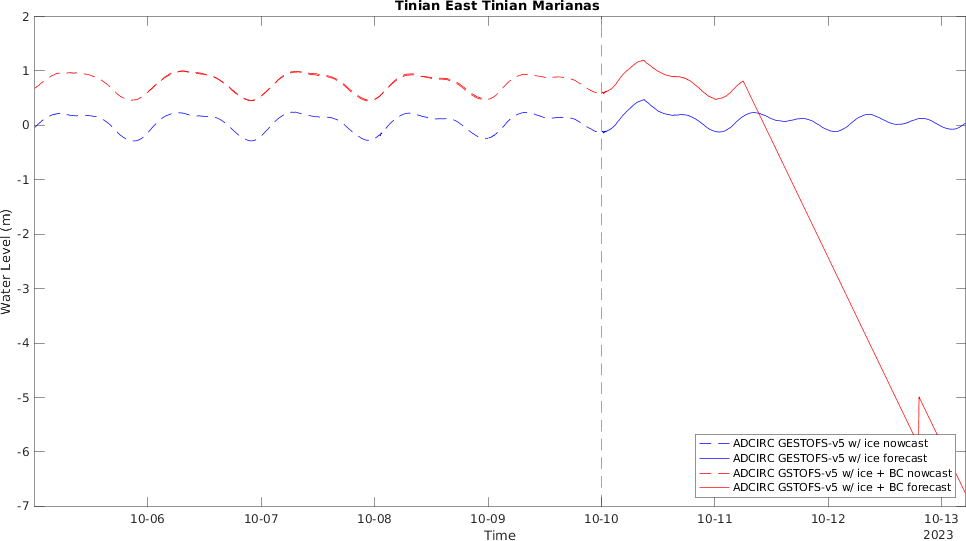 Tinian East Tinian Marianas
2
1
0
-1
-2
-3
-4
-5
-6
-7
Water Level (m)
ADCIRC GESTOFS-v5 w/ ice nowcast
ADCIRC GESTOFS-v5 w/ ice forecast
ADCIRC GSTOFS-v5 w/ ice + BC nowcast
ADCIRC GSTOFS-v5 w/ ice + BC forecast
10-06 10-07 10-08 10-09 10-10 10-11 10-12 10-13
2023
Time